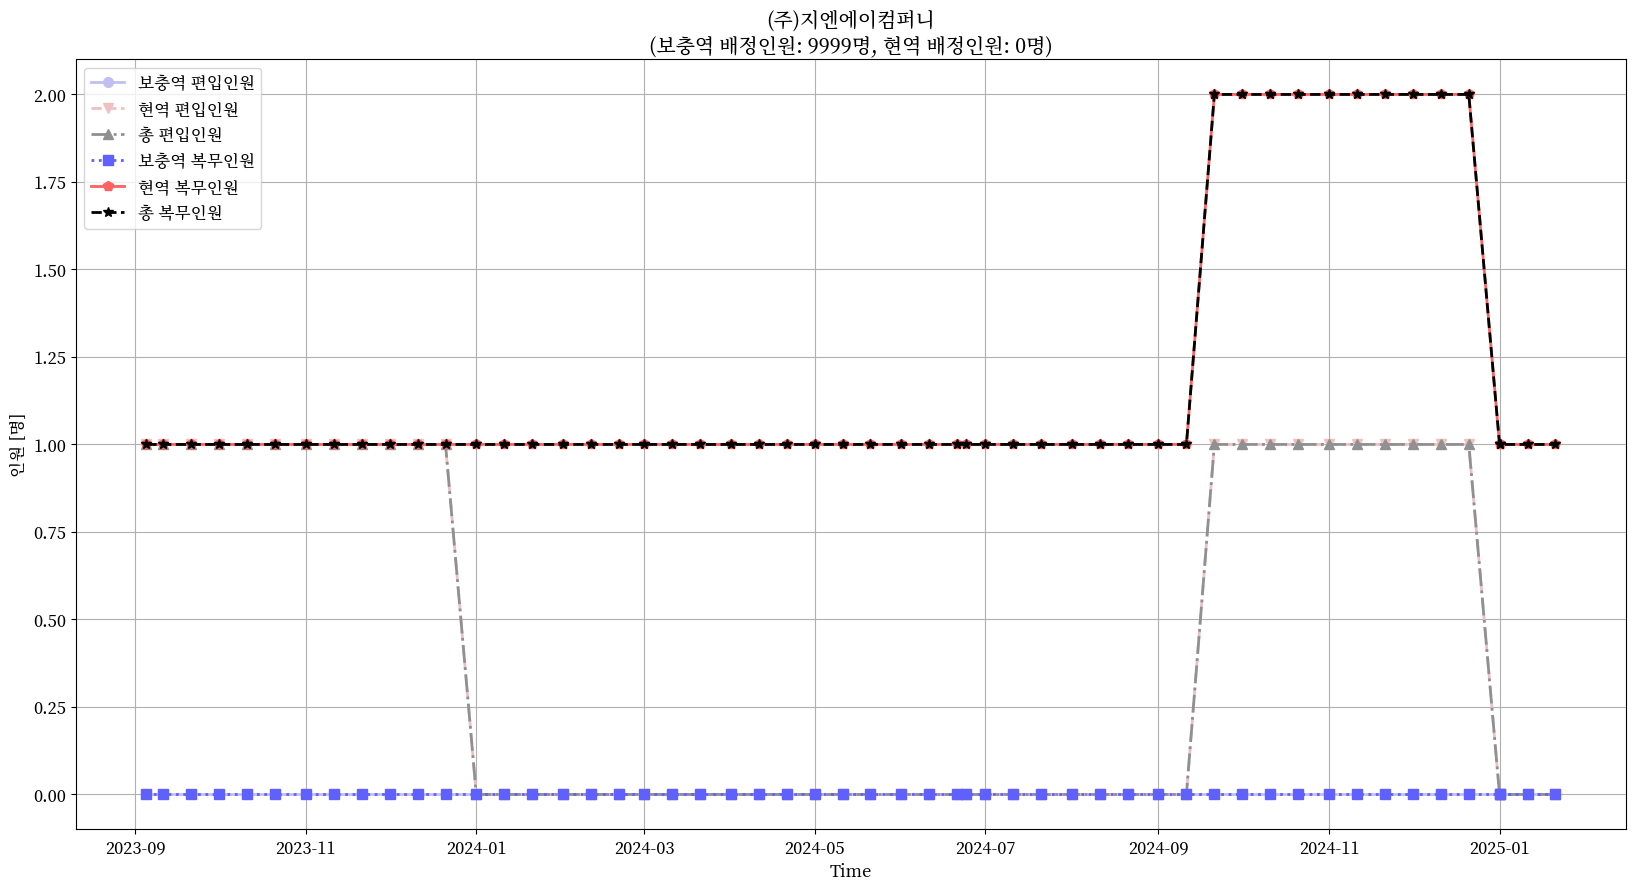 (주)지엔에이컴퍼니
(보충역 배정인원: 9999명, 현역 배정인원: 0명)
보충역 편입인원
현역 편입인원
총 편입인원
보충역 복무인원
현역 복무인원
총 복무인원
2.00
1.75
1.50
1.25
1.00
0.75
0.50
0.25
0.00
인원 [명]
2023-09
2023-11
2024-01
2024-03
2024-05
2024-07
2024-09
2024-11
2025-01
Time